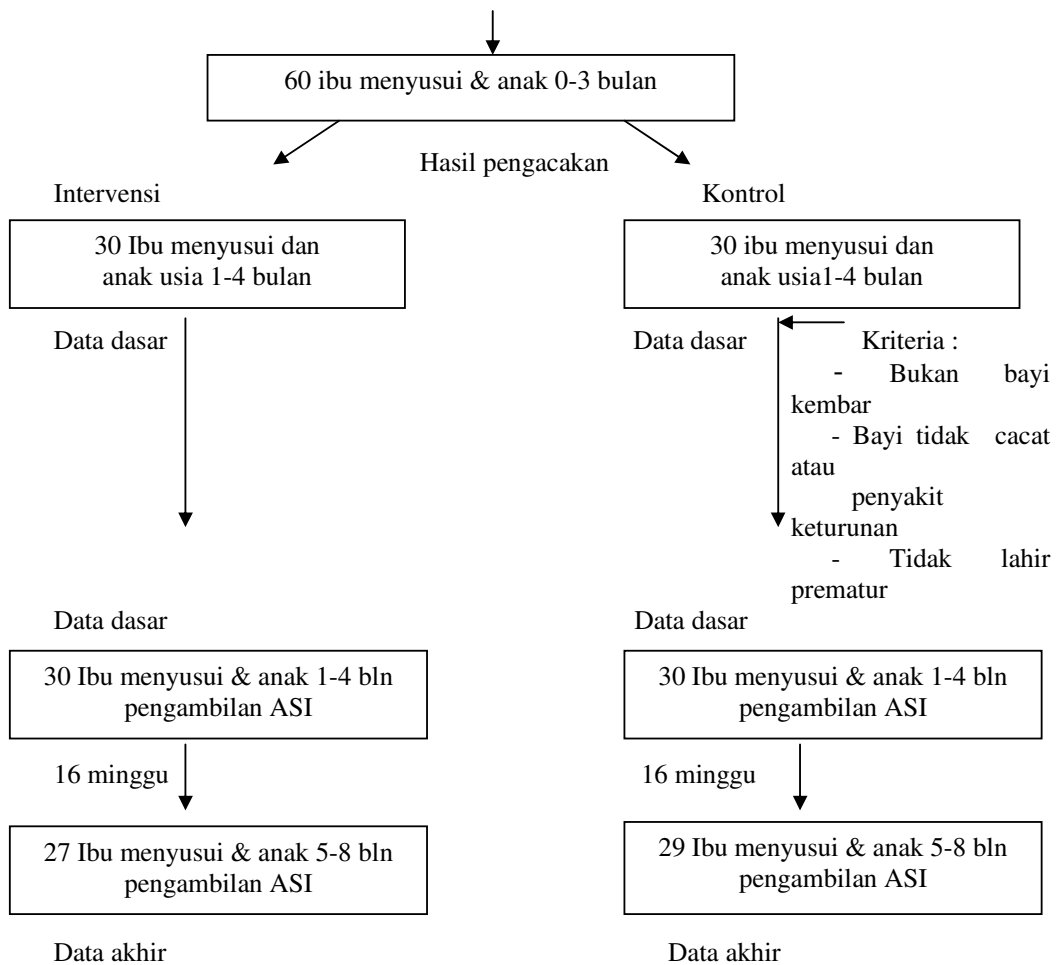 60 ibu menyusui & anak 0-3 bulan
Hasil pengacakan
Intervensi
Kontrol
30 Ibu menyusui dan
anak usia 1-4 bulan
30 ibu menyusui dan
anak usia1-4 bulan
Data dasar
Data dasar
Kriteria :
- Bukan bayi
kembar
- Bayi tidak cacat
atau
penyakit
keturunan
- Tidak lahir
prematur
Data dasar
Data dasar
30 Ibu menyusui & anak 1-4 bln
pengambilan ASI
30 Ibu menyusui & anak 1-4 bln
pengambilan ASI
16 minggu
16 minggu
27 Ibu menyusui & anak 5-8 bln
pengambilan ASI
29 Ibu menyusui & anak 5-8 bln
pengambilan ASI
Data akhir
Data akhir